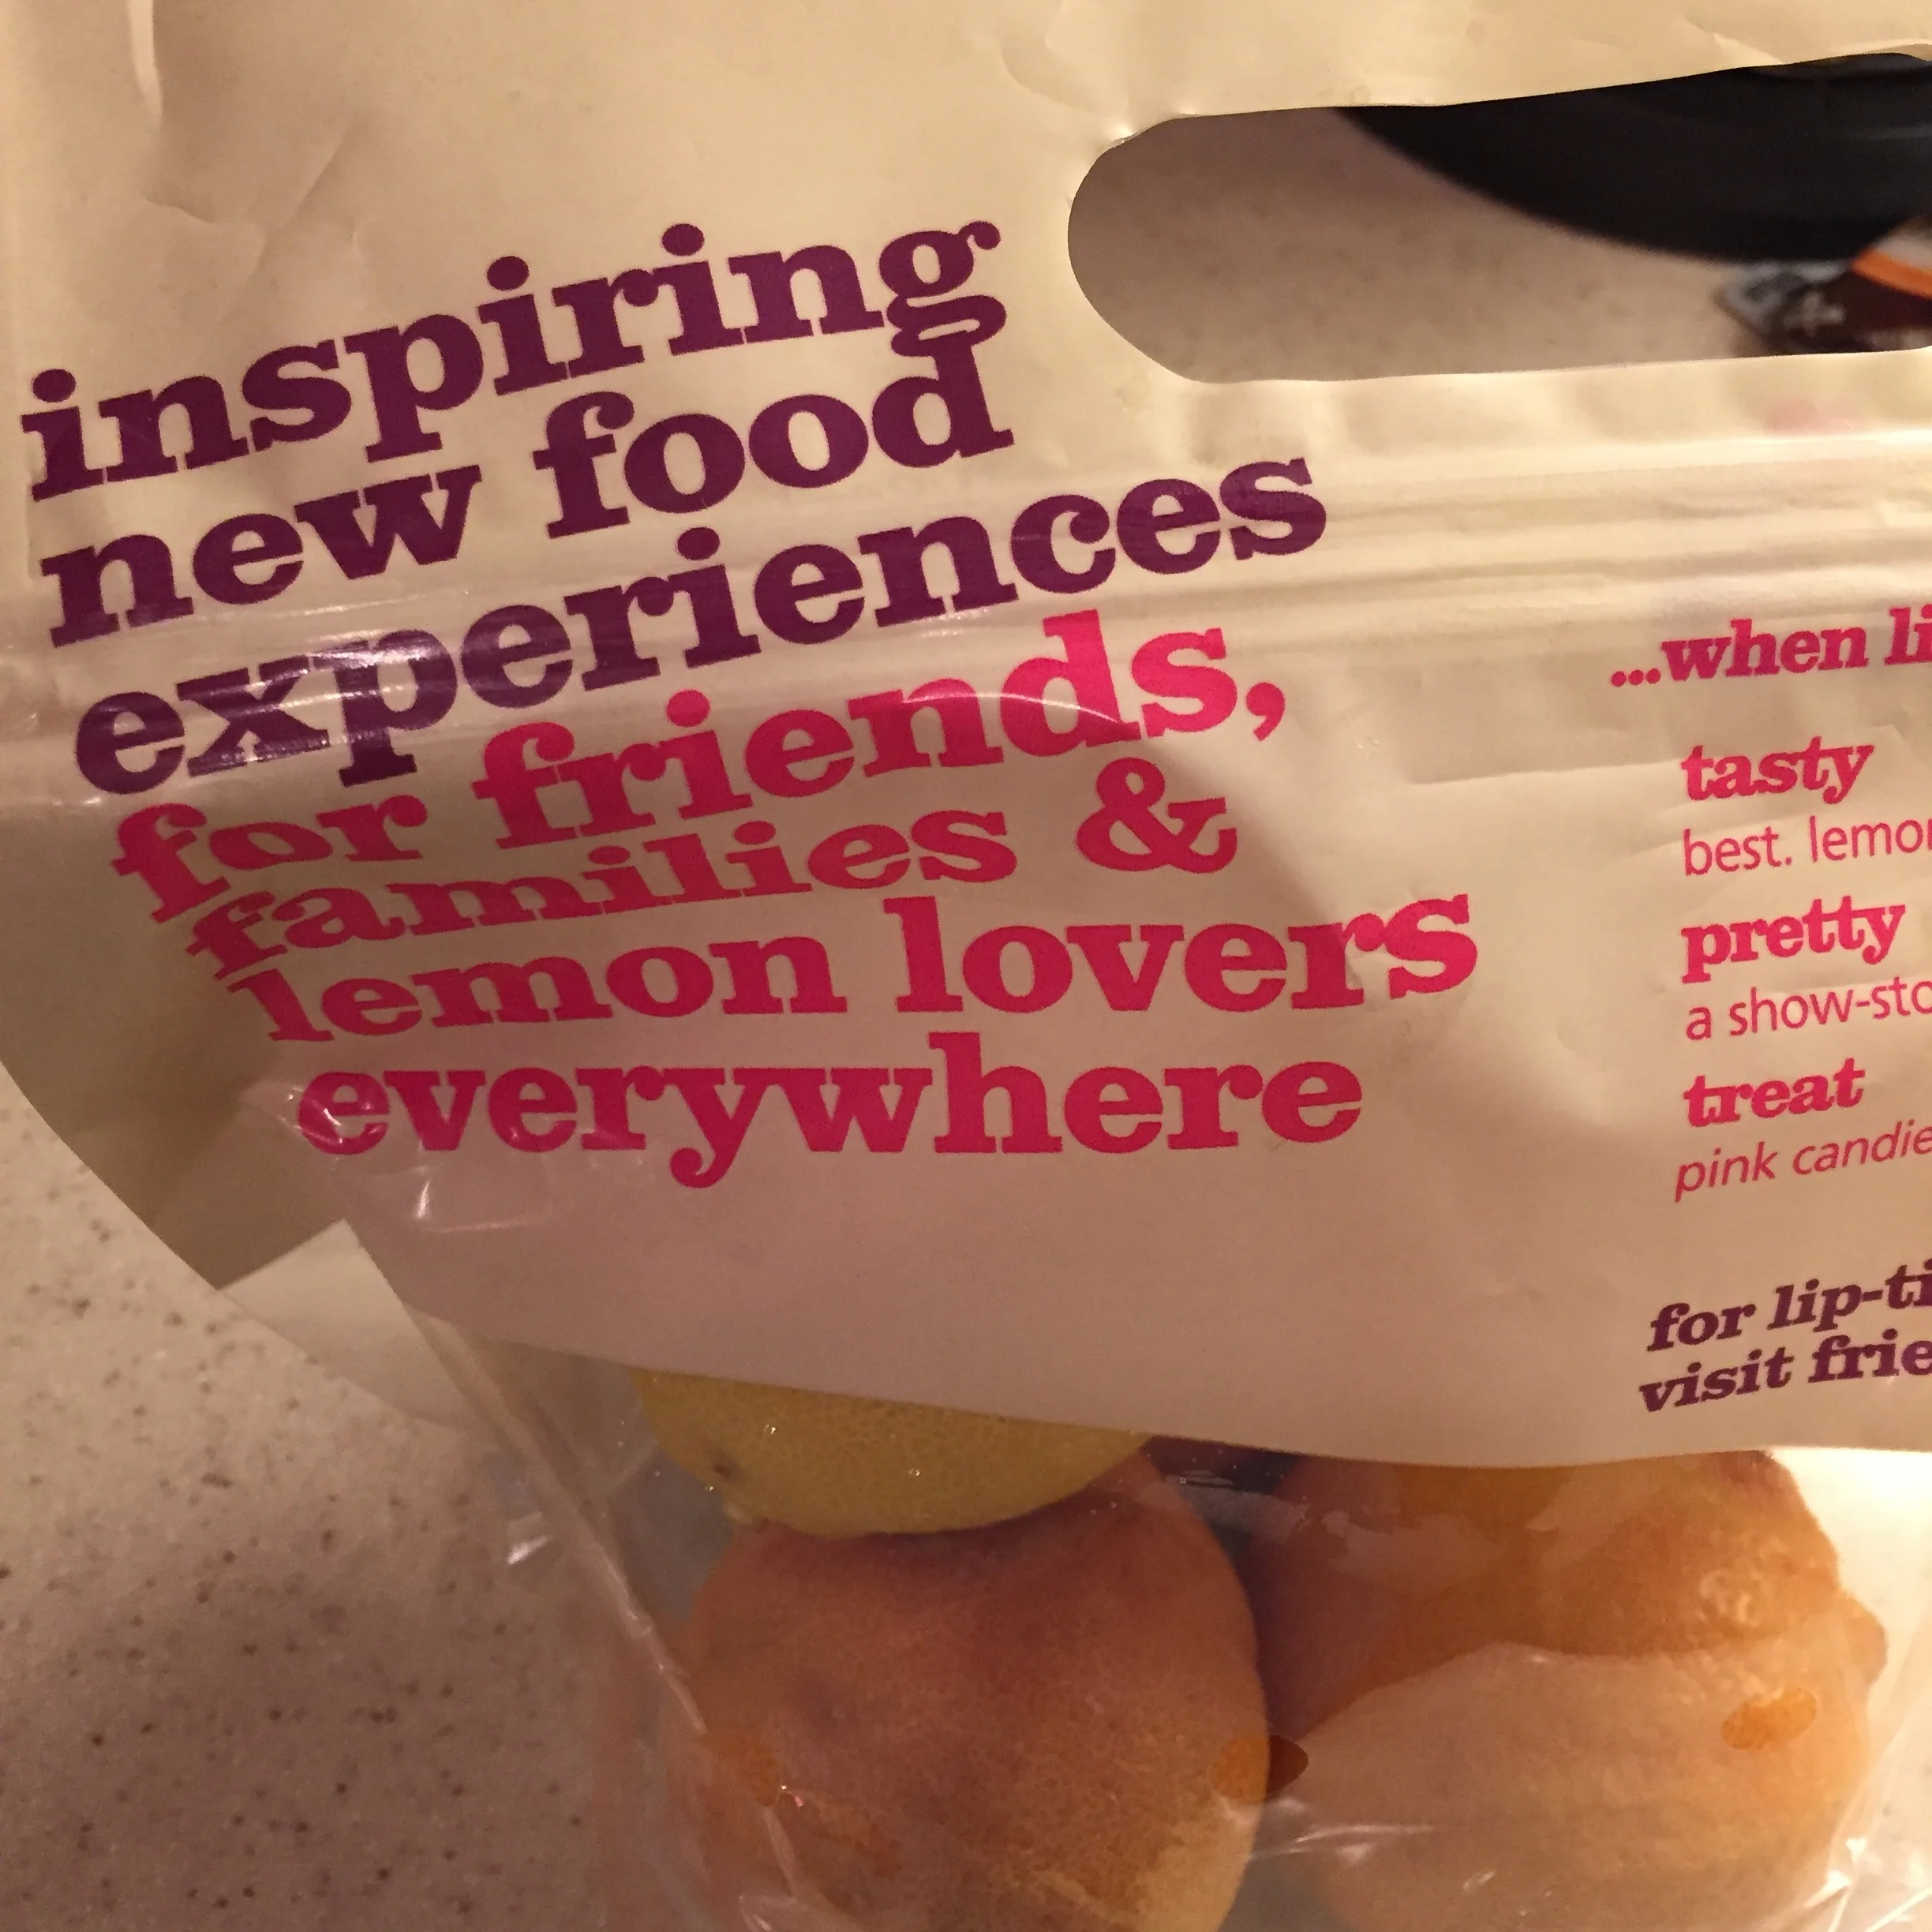 inspiring
new food
experiences
for friends,
families &
lemon lovers
everywhere
...when li
tasty
best. lemon
pretty
a show-sto
treat
pink candie
for lip-ti
visit frie